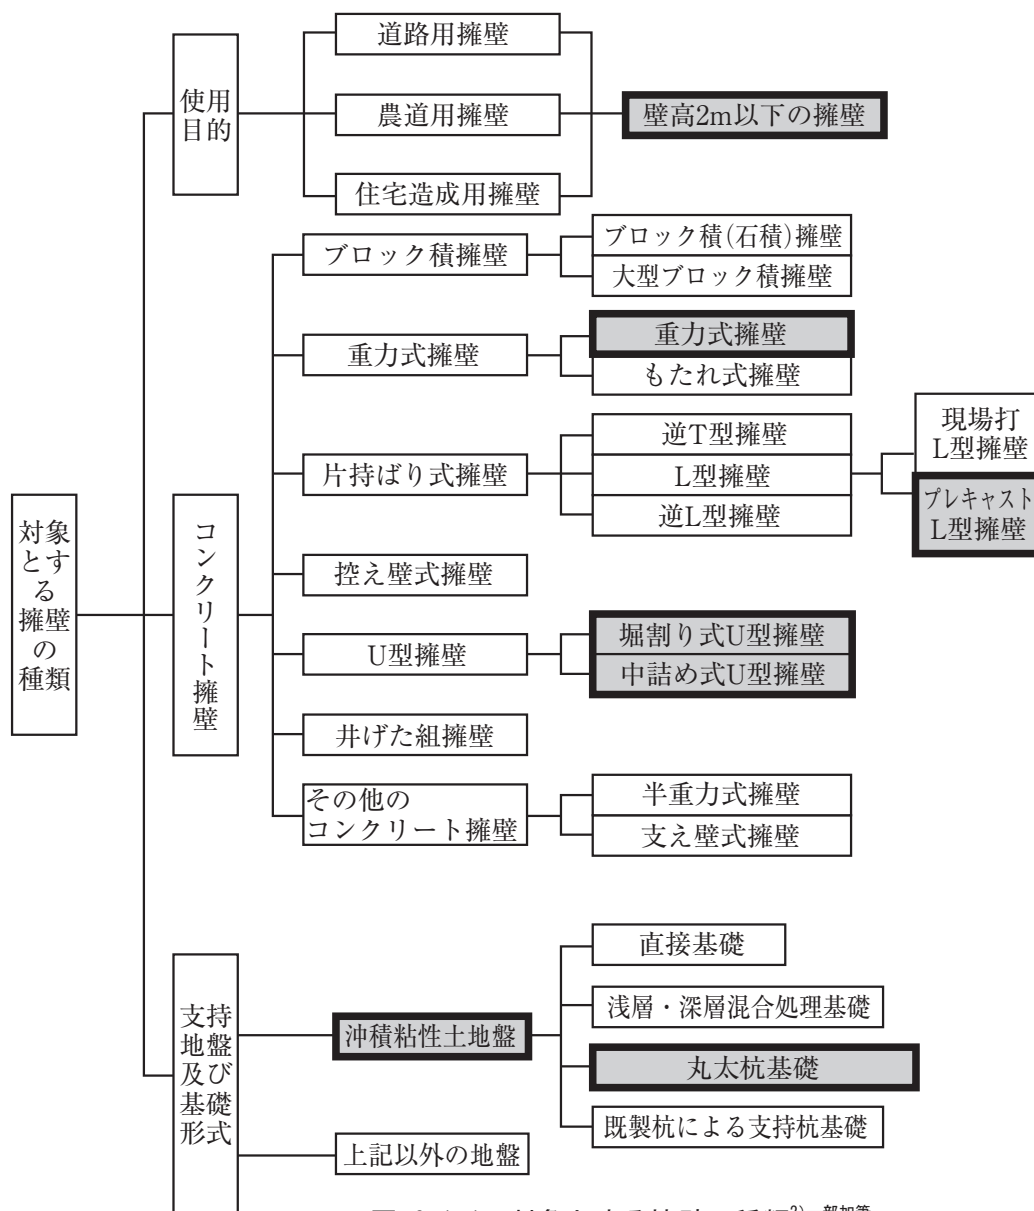 対象
とす
る
擁壁
の
種類
使用
目的
道路用擁壁
農道用擁壁
住宅造成用擁壁
壁高2m以下の擁壁
コンクリート擁壁
ブロック積擁壁
ブロック積(石積)擁壁
大型ブロック積擁壁
重力式擁壁
重力式擁壁
もたれ式擁壁
片持ばり式擁壁
逆T型擁壁
L型擁壁
逆L型擁壁
現場打
L型擁壁
プレキャスト
L型擁壁
控え壁式擁壁
U型擁壁
堀割り式U型擁壁
中詰め式U型擁壁
井げた組擁壁
その他の
コンクリート擁壁
半重力式擁壁
支え壁式擁壁
支持
地盤
及び
基礎
形式
沖積粘性土地盤
直接基礎
浅層・深層混合処理基礎
丸太杭基礎
既製杭による支持杭基礎
上記以外の地盤